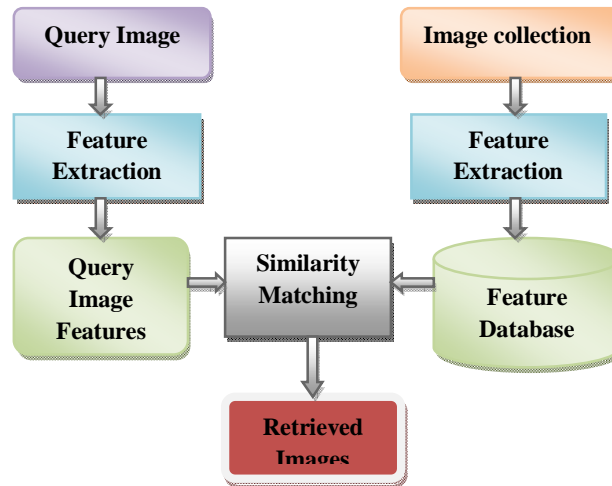 Query Image
Image collection
Feature
Extraction
Feature
Extraction
Query
Image
Features
Similarity
Matching
Feature
Database
Retrieved
Images